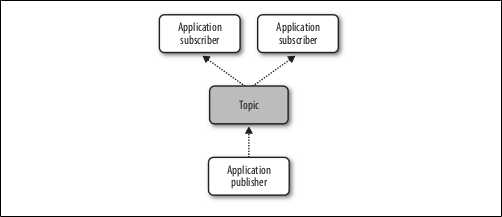 Application
subscriber
Application
subscriber
Topic
Application
publisher